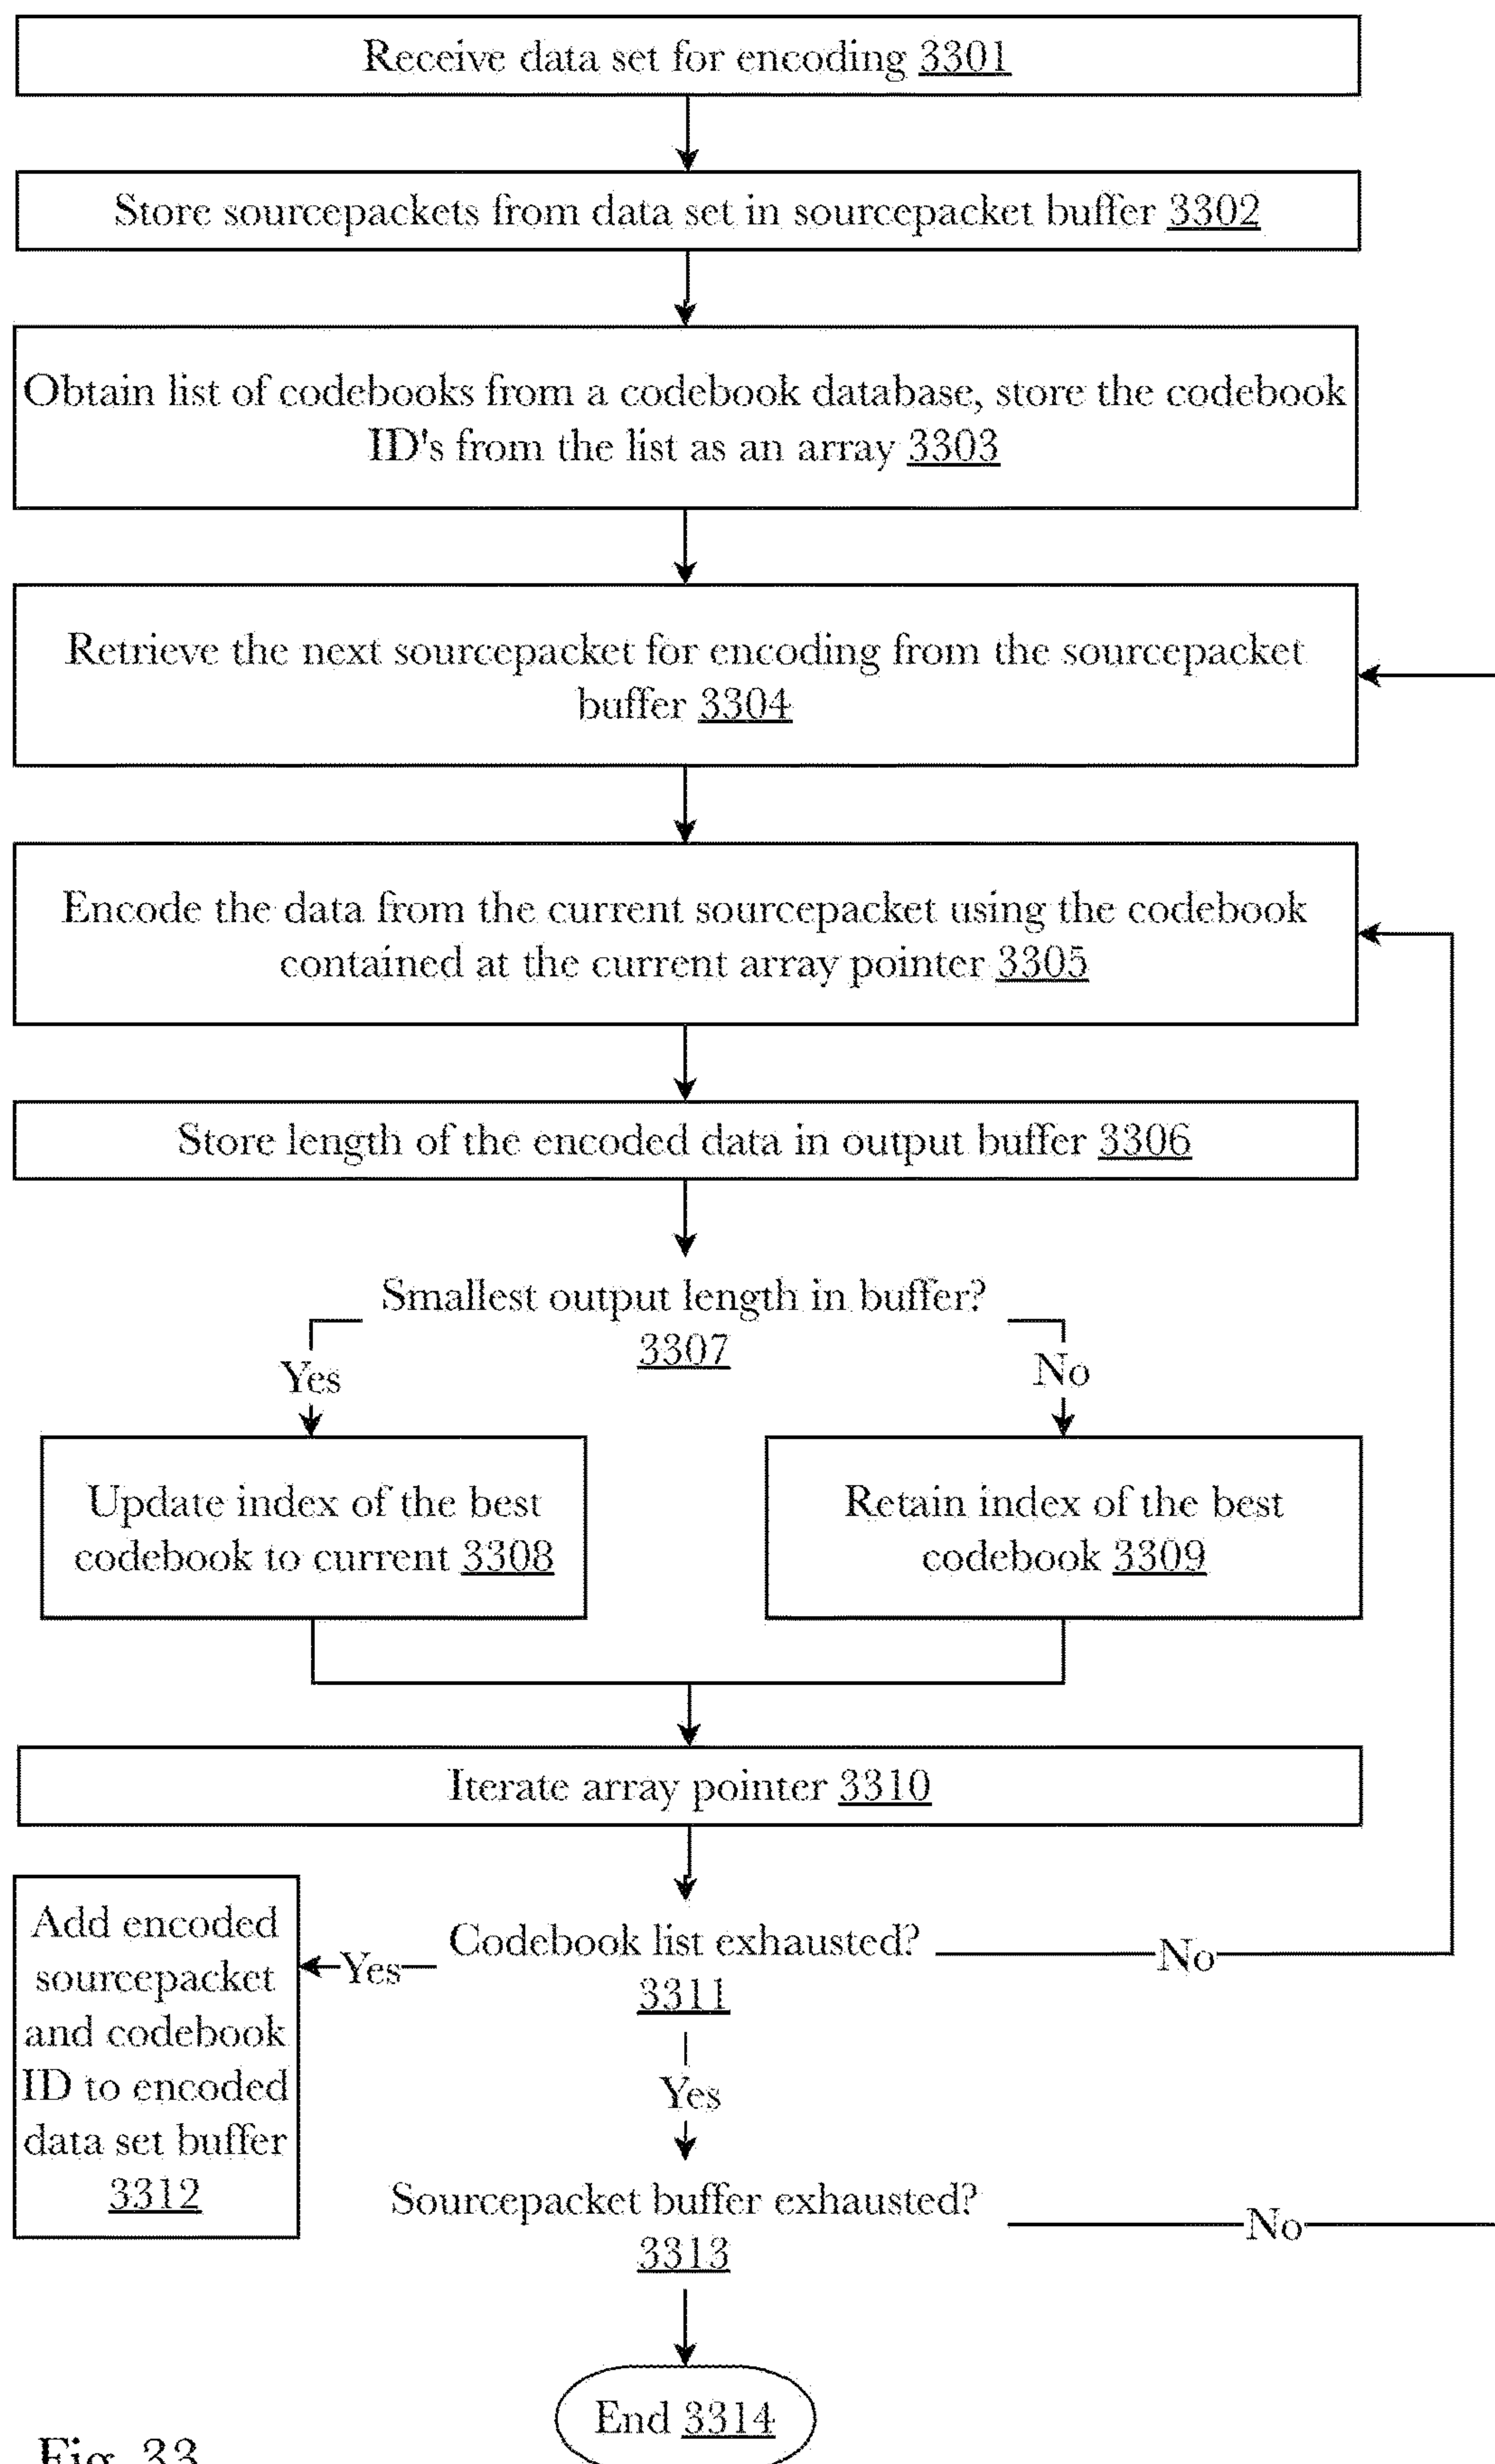 Receive data set for encoding 3301
Store sourcepackets from data set in sourcepacket buffer 3302
Obtain list of codebooks from a codebook database, store the codebook
ID's from the list as an array 3303
Retrieve the next sourcepacket for encoding from the sourcepacket
buffer 3304
Encode the data from the current sourcepacket using the codebook
contained at the current array pointer 3305
Store length of the encoded data in output buffer 3306
Smallest output length in buffer?
3307
Yes
No
Update index of the best
codebook to current 3308
Retain index of the best
codebook 3309
Iterate array pointer 3310
Codebook list exhausted?
3311
Yes
No
Add encoded
sourcepacket
and codebook
ID to encoded
data set buffer
3312
Yes
Sourcepacket buffer exhausted?
3313
No
End 3314
Fig. 33